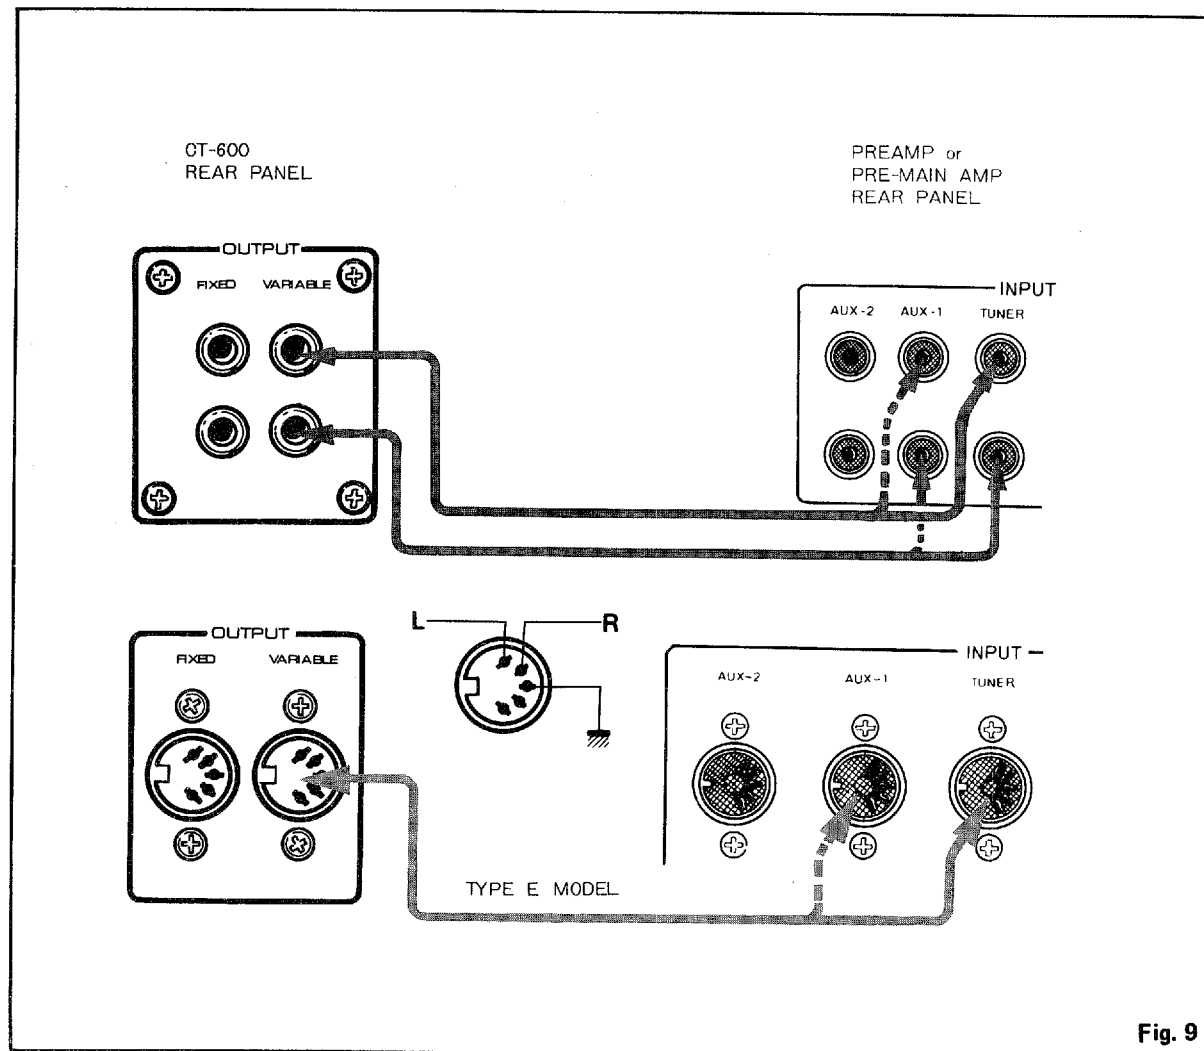 CT-600
REAR PANEL
PREAMP or
PRE-MAIN AMP
REAR PANEL
OUTPUT
FIXED VARIABLE
INPUT
AUX-2 AUX-1 TUNER
OUTPUT
FIXED VARIABLE
L R
INPUT
AUX-2 AUX-1 TUNER
TYPE E MODEL
Fig. 9